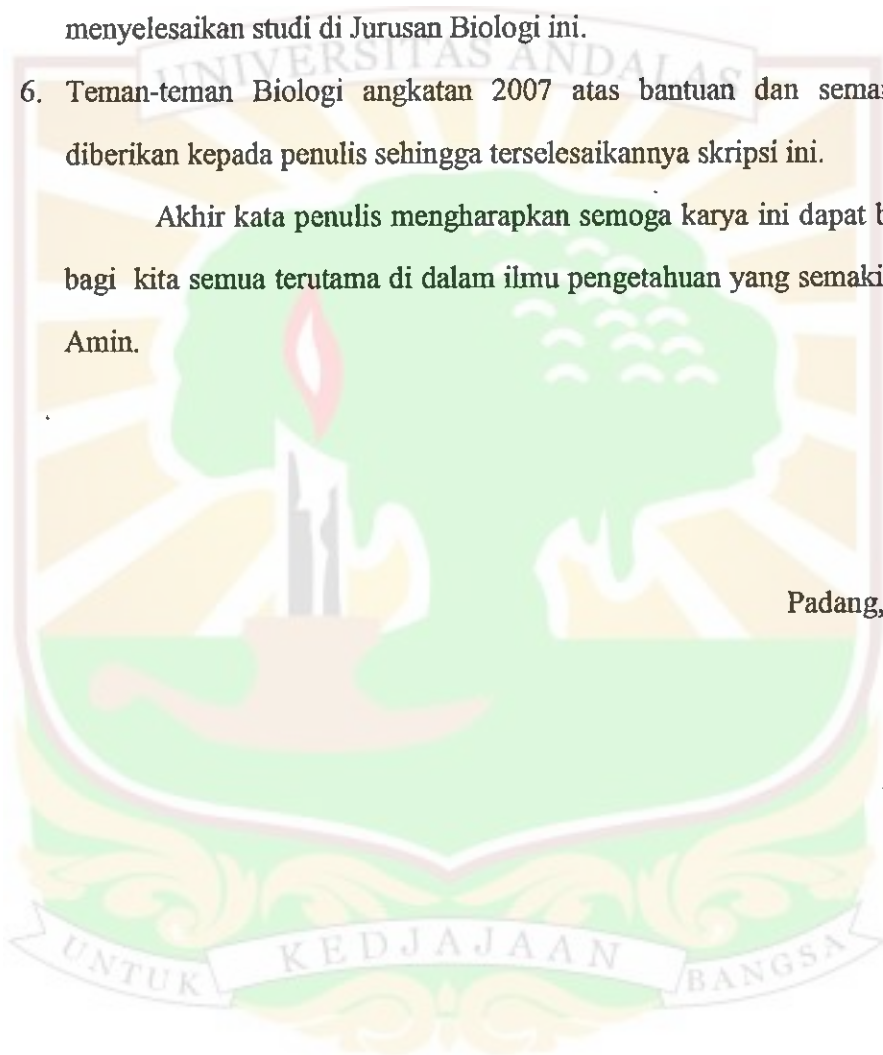 menyelesaikan studi di Jurusan Biologi ini.
UNIVERSITAS ANDALAS
6. Teman-teman Biologi angkatan 2007 atas bantuan dan sema
diberikan kepada penulis sehingga terselesaikannya skripsi ini.
Akhir kata penulis mengharapkan semoga karya ini dapat b
bagi kita semua terutama di dalam ilmu pengetahuan yang semaki
Amin.
Padang,
UNTUK KEDJAJAAN BANGSA